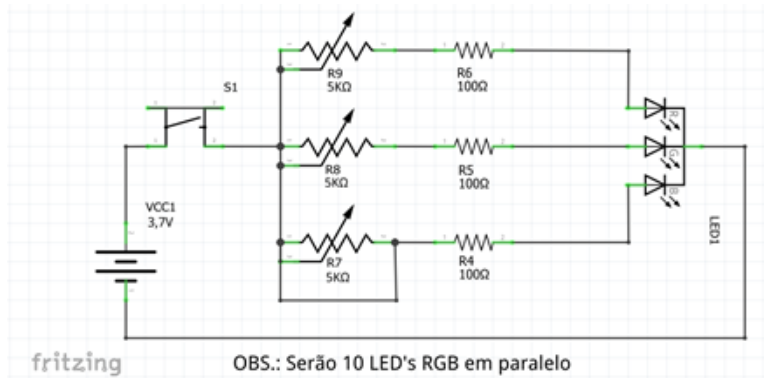 R9
5KΩ
R6
100Ω
S1
R
R8
5KΩ
R5
100Ω
G
B
VCC1
3,7V
R7
5KΩ
R4
100Ω
LED1
fritzing
OBS.: Serão 10 LED's RGB em paralelo